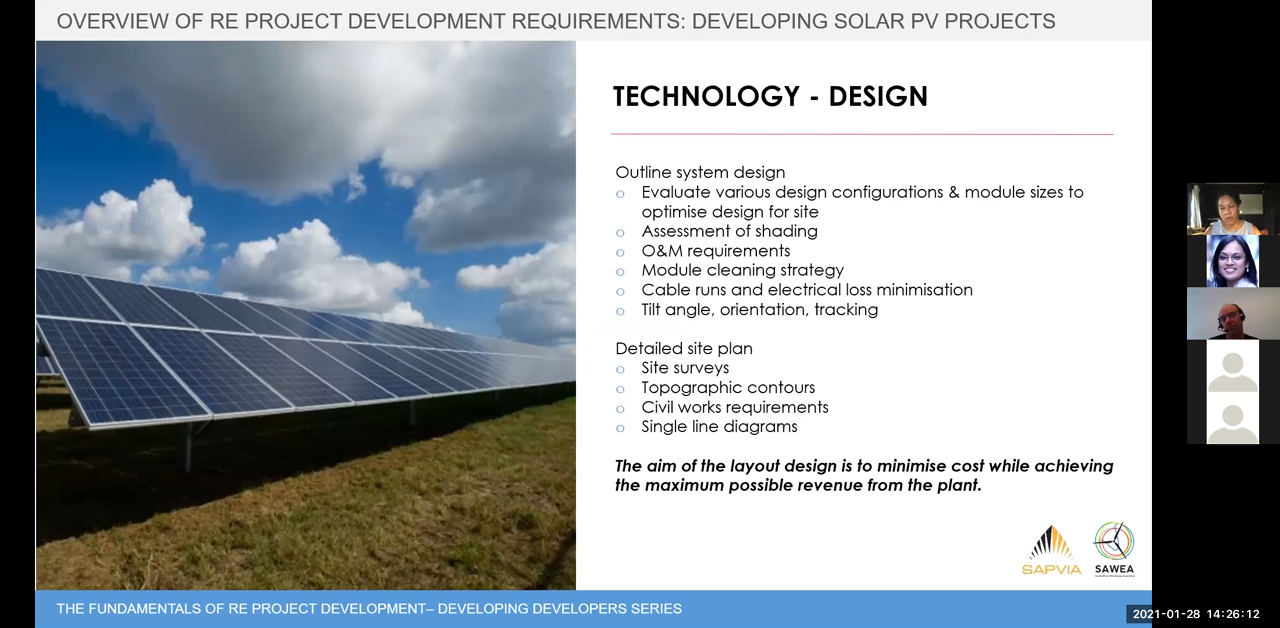 OVERVIEW OF RE PROJECT DEVELOPMENT REQUIREMENTS: DEVELOPING SOLAR PV PROJECTS
TECHNOLOGY - DESIGN
Outline system design
o Evaluate various design configurations & module sizes to
optimise design for site
o Assessment of shading
o O&M requirements
o Module cleaning strategy
o Cable runs and electrical loss minimisation
o Tilt angle, orientation, tracking
Detailed site plan
o Site surveys
o Topographic contours
o Civil works requirements
o Single line diagrams
The aim of the layout design is to minimise cost while achieving
the maximum possible revenue from the plant.
SAPVIA
SAWEA
THE FUNDAMENTALS OF RE PROJECT DEVELOPMENT– DEVELOPING DEVELOPERS SERIES
2021-01-28 14:26:12